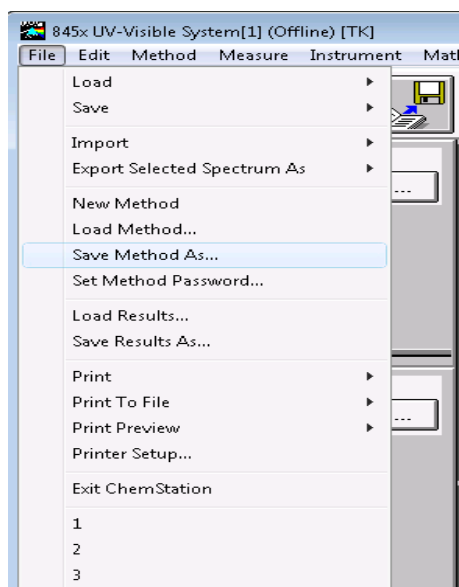 845x UV-Visible System[1] (Offline) [TK]
File Edit Method Measure Instrument Mat
Load
Save
Import
Export Selected Spectrum As
...
New Method
Load Method...
Save Method As...
Set Method Password...
Load Results...
Save Results As...
Print
Print To File
...
Print Preview
Printer Setup...
Exit ChemStation
1
2
3